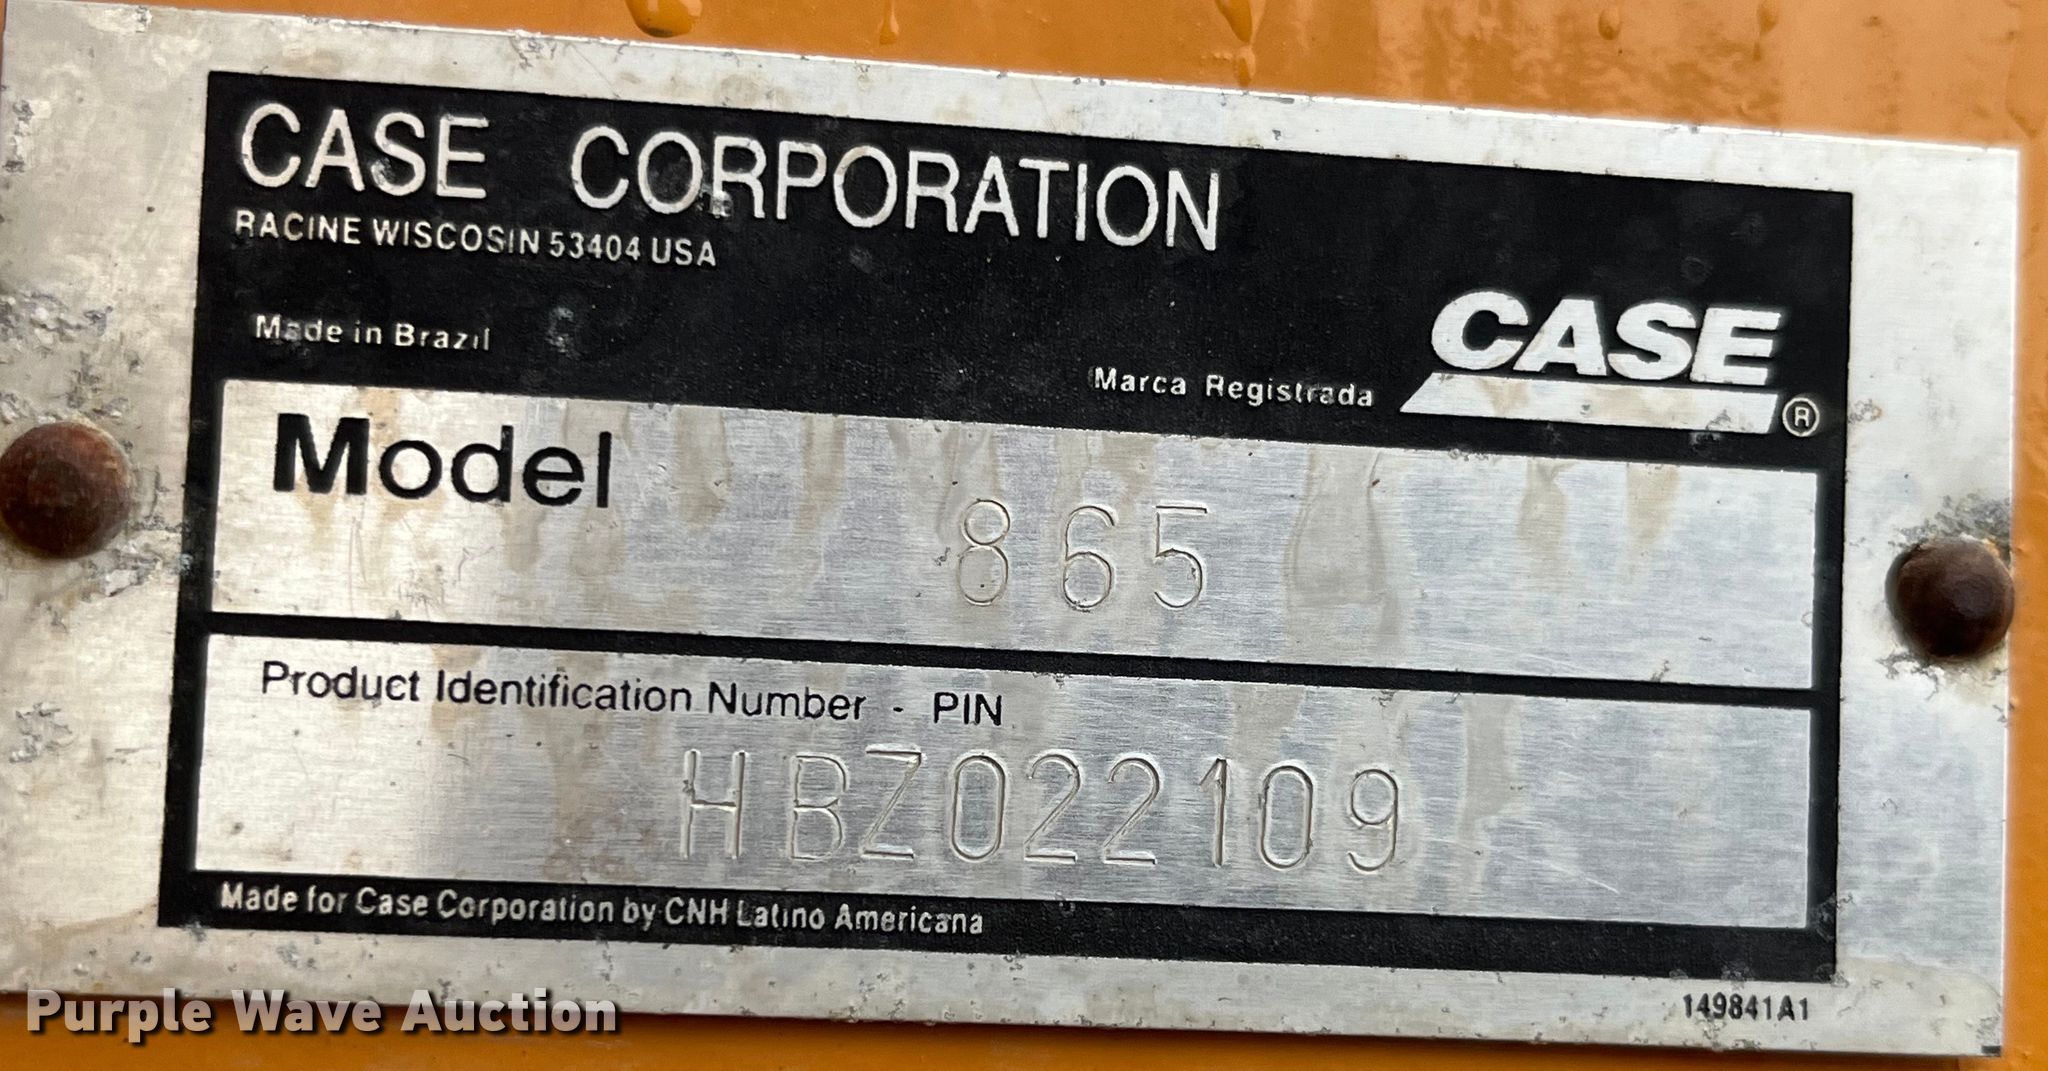 CASE CORPORATION
RACINE WISCOSIN 53404 USA
Made in Brazil
Marca Registrada
CASE ®
Model
865
Product Identification Number - PIN
HBZ022109
Made for Case Corporation by CNH Latino Americana
149841A1
Purple Wave Auction